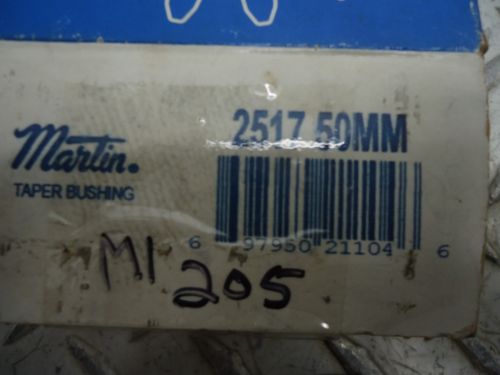 2517 50MM
Martin.
TAPER BUSHING
6 97950 21104 6
M1
205